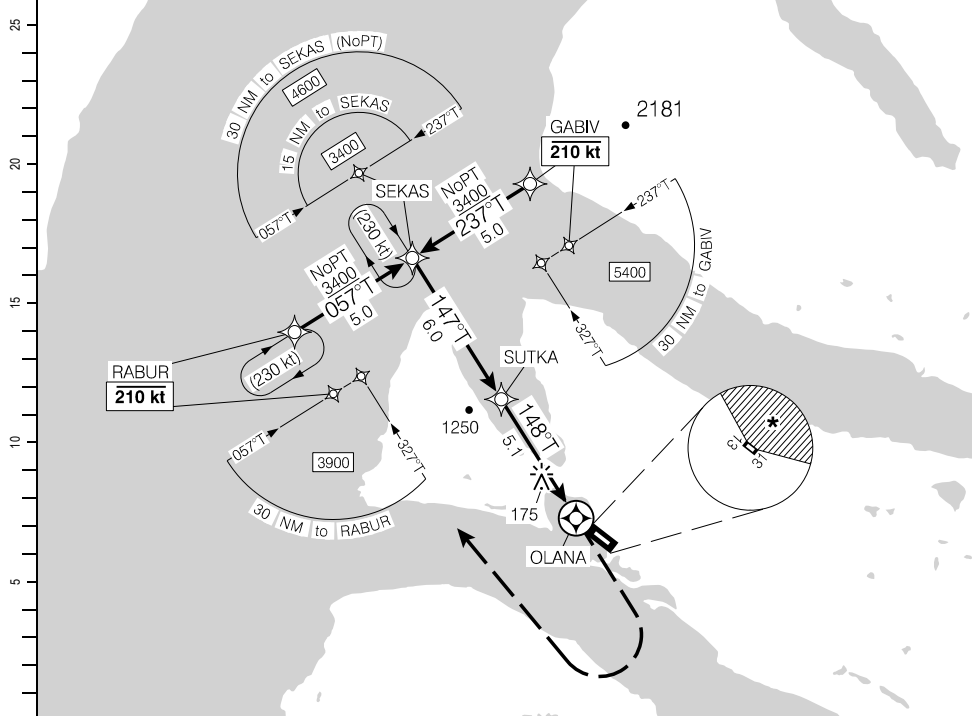 25
20
15
10
5
30 NM to SEKAS (NoPT)
4600
15 NM to SEKAS
3400
237°T
057°T
SEKAS
(230 kt)
GABIV
210 kt
2181
NoPT
3400
237°T
5.0
NoPT
3400
057°T
5.0
237°T
5400
327°T
30 NM to GABIV
147°T
6.0
RABUR
210 kt
(230 kt)
SUTKA
1250
148°T
5.1
057°T
327°T
3900
30 NM to RABUR
175
OLANA
*
13
31